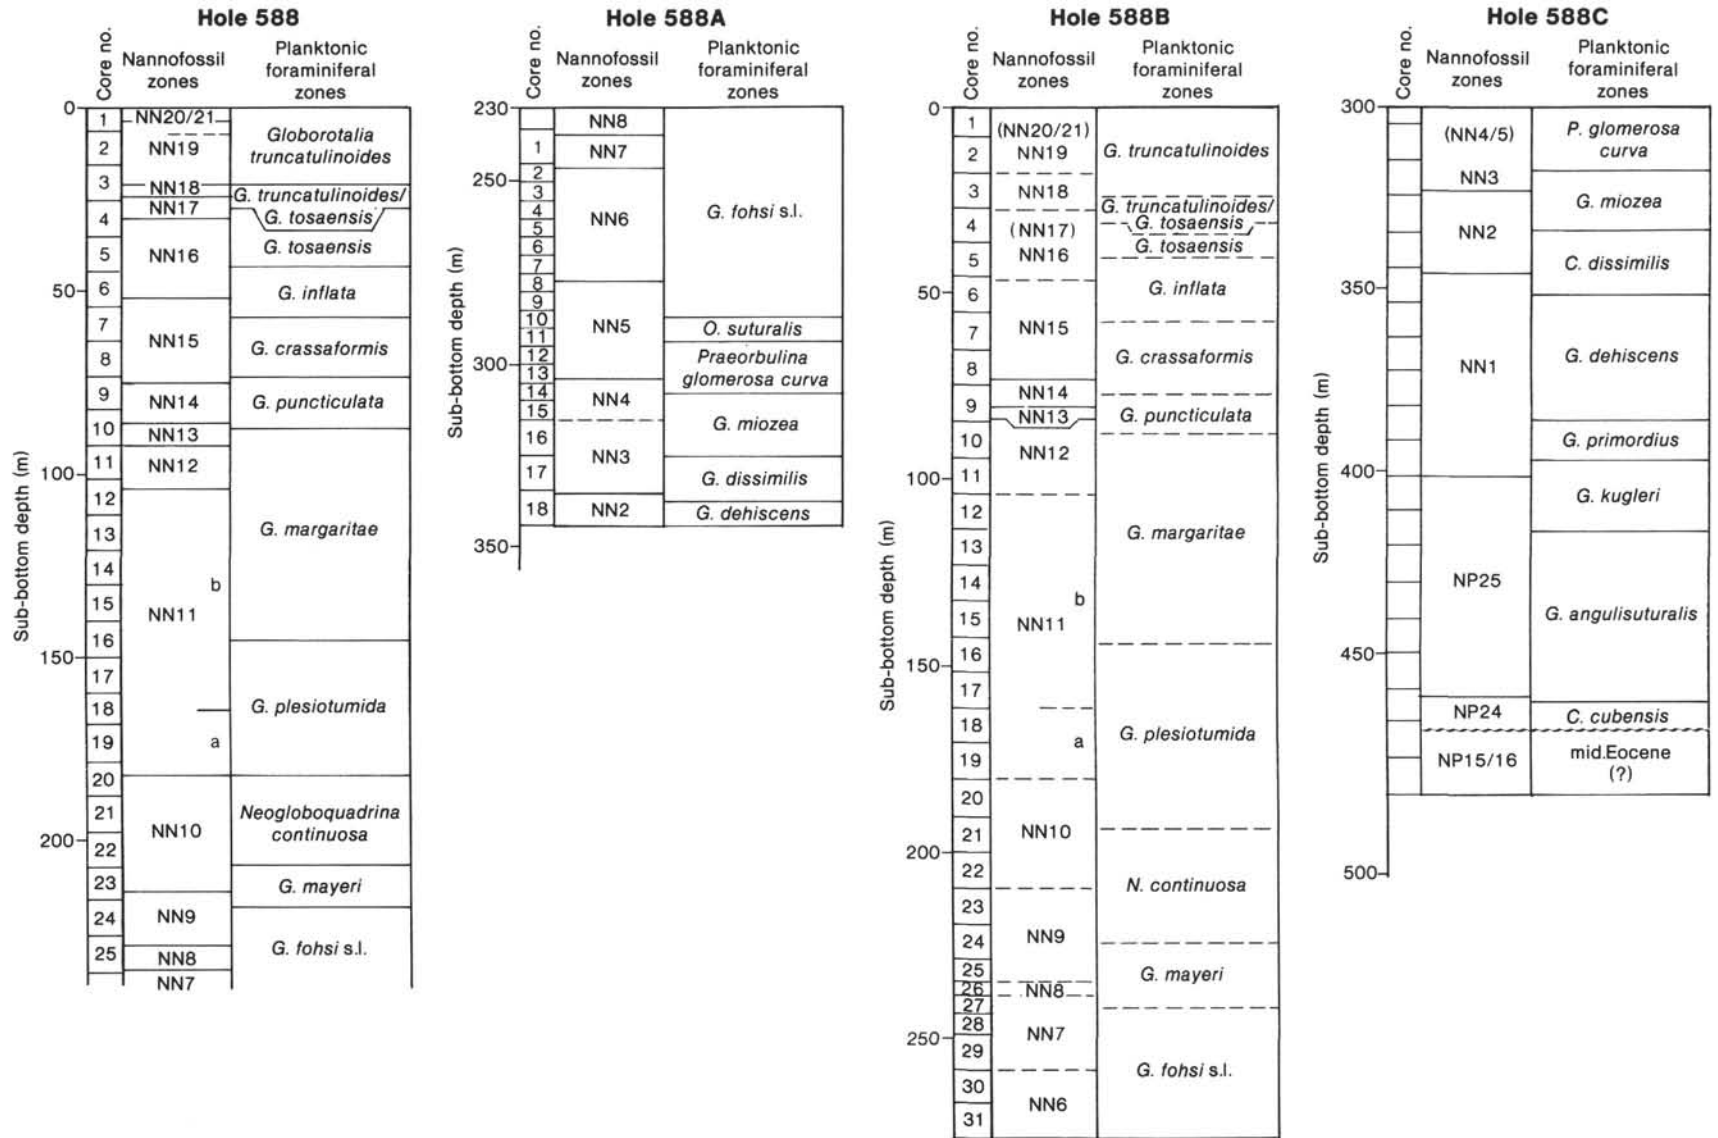 Hole 588
Core no.
Nannofossil
zones
Planktonic
foraminiferal
zones
Sub-bottom depth (m)
0
50
100
150
200
1
2
3
4
5
6
7
8
9
10
11
12
13
14
15
16
17
18
19
20
21
22
23
24
25
NN20/21
NN19
NN18
NN17
NN16
NN15
NN14
NN13
NN12
b
NN11
a
NN10
NN9
NN8
NN7
Globorotalia
truncatulinoides
G. truncatulinoides/
G. tosaensis
G. tosaensis
G. inflata
G. crassaformis
G. puncticulata
G. margaritae
G. plesiotumida
Neogloboquadrina
continuosa
G. mayeri
G. fohsi s.l.
Hole 588A
Core no.
Nannofossil
zones
Planktonic
foraminiferal
zones
Sub-bottom depth (m)
230
250
300
350
1
2
3
4
5
6
7
8
9
10
11
12
13
14
15
16
17
18
NN8
NN7
NN6
NN5
NN4
NN3
NN2
G. fohsi s.l.
O. suturalis
Praeorbulina
glomerosa curva
G. miozea
G. dissimilis
G. dehiscens
Hole 588B
Core no.
Nannofossil
zones
Planktonic
foraminiferal
zones
Sub-bottom depth (m)
0
50
100
150
200
250
1
2
3
4
5
6
7
8
9
10
11
12
13
14
15
16
17
18
19
20
21
22
23
24
25
26
27
28
29
30
31
(NN20/21)
NN19
NN18
(NN17)
NN16
NN15
NN14
NN13
NN12
b
NN11
a
NN10
NN9
NN8
NN7
NN6
G. truncatulinoides
G. truncatulinoides/
G. tosaensis
G. tosaensis
G. inflata
G. crassaformis
G. puncticulata
G. margaritae
G. plesiotumida
N. continuosa
G. mayeri
G. fohsi s.l.
Hole 588C
Core no.
Nannofossil
zones
Planktonic
foraminiferal
zones
Sub-bottom depth (m)
300
350
400
450
500
(NN4/5)
NN3
NN2
NN1
NP25
NP24
NP15/16
P. glomerosa
curva
G. miozea
C. dissimilis
G. dehiscens
G. primordius
G. kugleri
G. angulisuturalis
C. cubensis
mid.Eocene
(?)